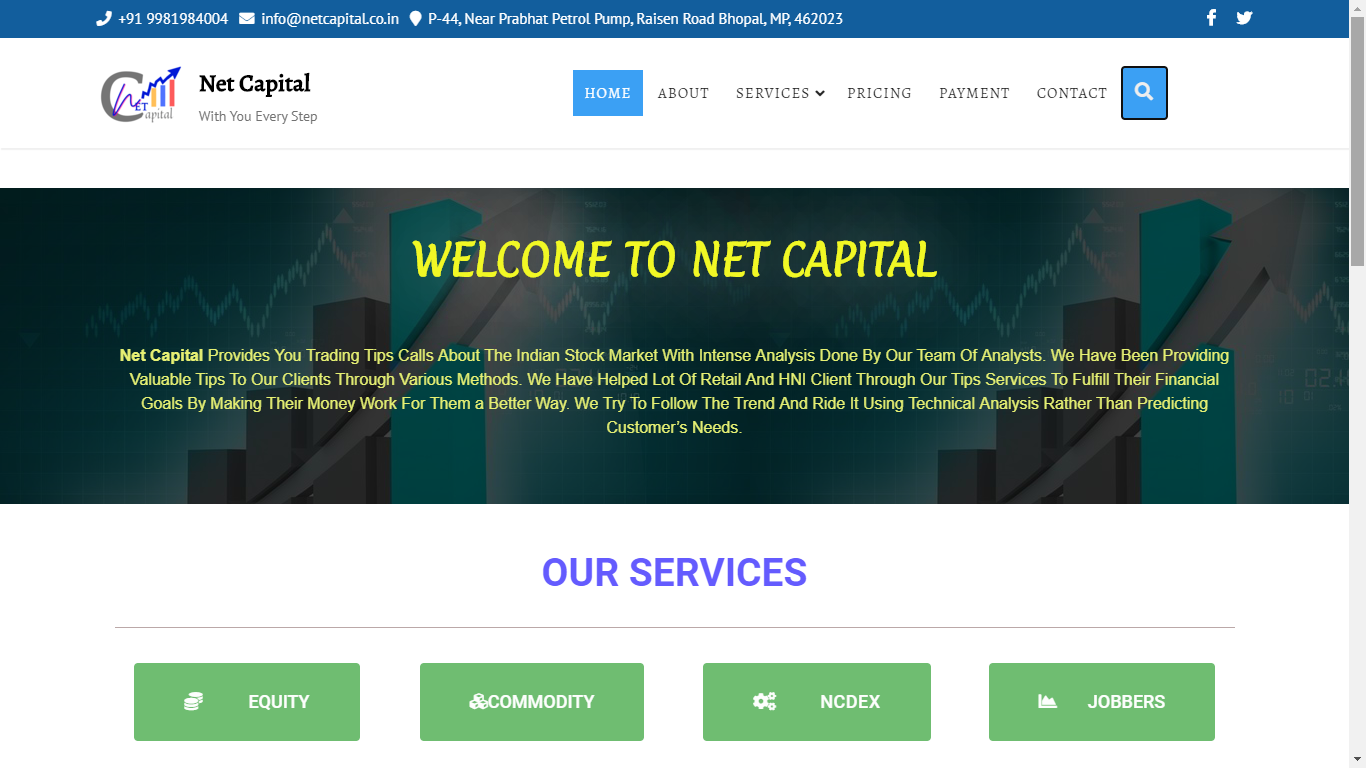 +91 9981984004 info@netcapital.co.in P-44, Near Prabhat Petrol Pump, Raisen Road Bhopal, MP, 462023
C NET apital
Net Capital
With You Every Step
HOME ABOUT SERVICES PRICING PAYMENT CONTACT
WELCOME TO NET CAPITAL
Net Capital Provides You Trading Tips Calls About The Indian Stock Market With Intense Analysis Done By Our Team Of Analysts. We Have Been Providing
Valuable Tips To Our Clients Through Various Methods. We Have Helped Lot Of Retail And HNI Client Through Our Tips Services To Fulfill Their Financial
Goals By Making Their Money Work For Them a Better Way. We Try To Follow The Trend And Ride It Using Technical Analysis Rather Than Predicting
Customer’s Needs.
OUR SERVICES
EQUITY COMMODITY NCDEX JOBBERS